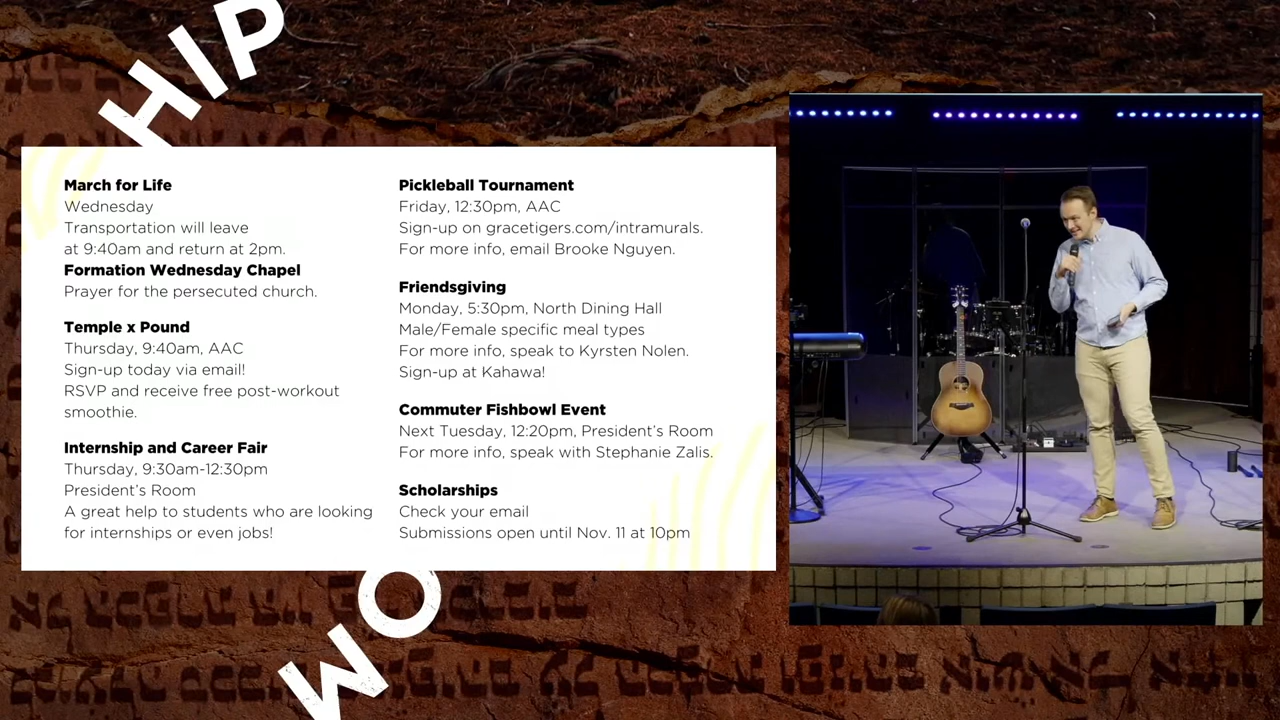 HIP
March for Life
Wednesday
Transportation will leave
at 9:40am and return at 2pm.
Formation Wednesday Chapel
Prayer for the persecuted church.
Temple x Pound
Thursday, 9:40am, AAC
Sign-up today via email!
RSVP and receive free post-workout
smoothie.
Internship and Career Fair
Thursday, 9:30am-12:30pm
President's Room
A great help to students who are looking
for internships or even jobs!
Pickleball Tournament
Friday, 12:30pm, AAC
Sign-up on gracetigers.com/intramurals.
For more info, email Brooke Nguyen.
Friendsgiving
Monday, 5:30pm, North Dining Hall
Male/Female specific meal types
For more info, speak to Kyrsten Nolen.
Sign-up at Kahawa!
Commuter Fishbowl Event
Next Tuesday, 12:20pm, President's Room
For more info, speak with Stephanie Zalis.
Scholarships
Check your email
Submissions open until Nov. 11 at 10pm
WO